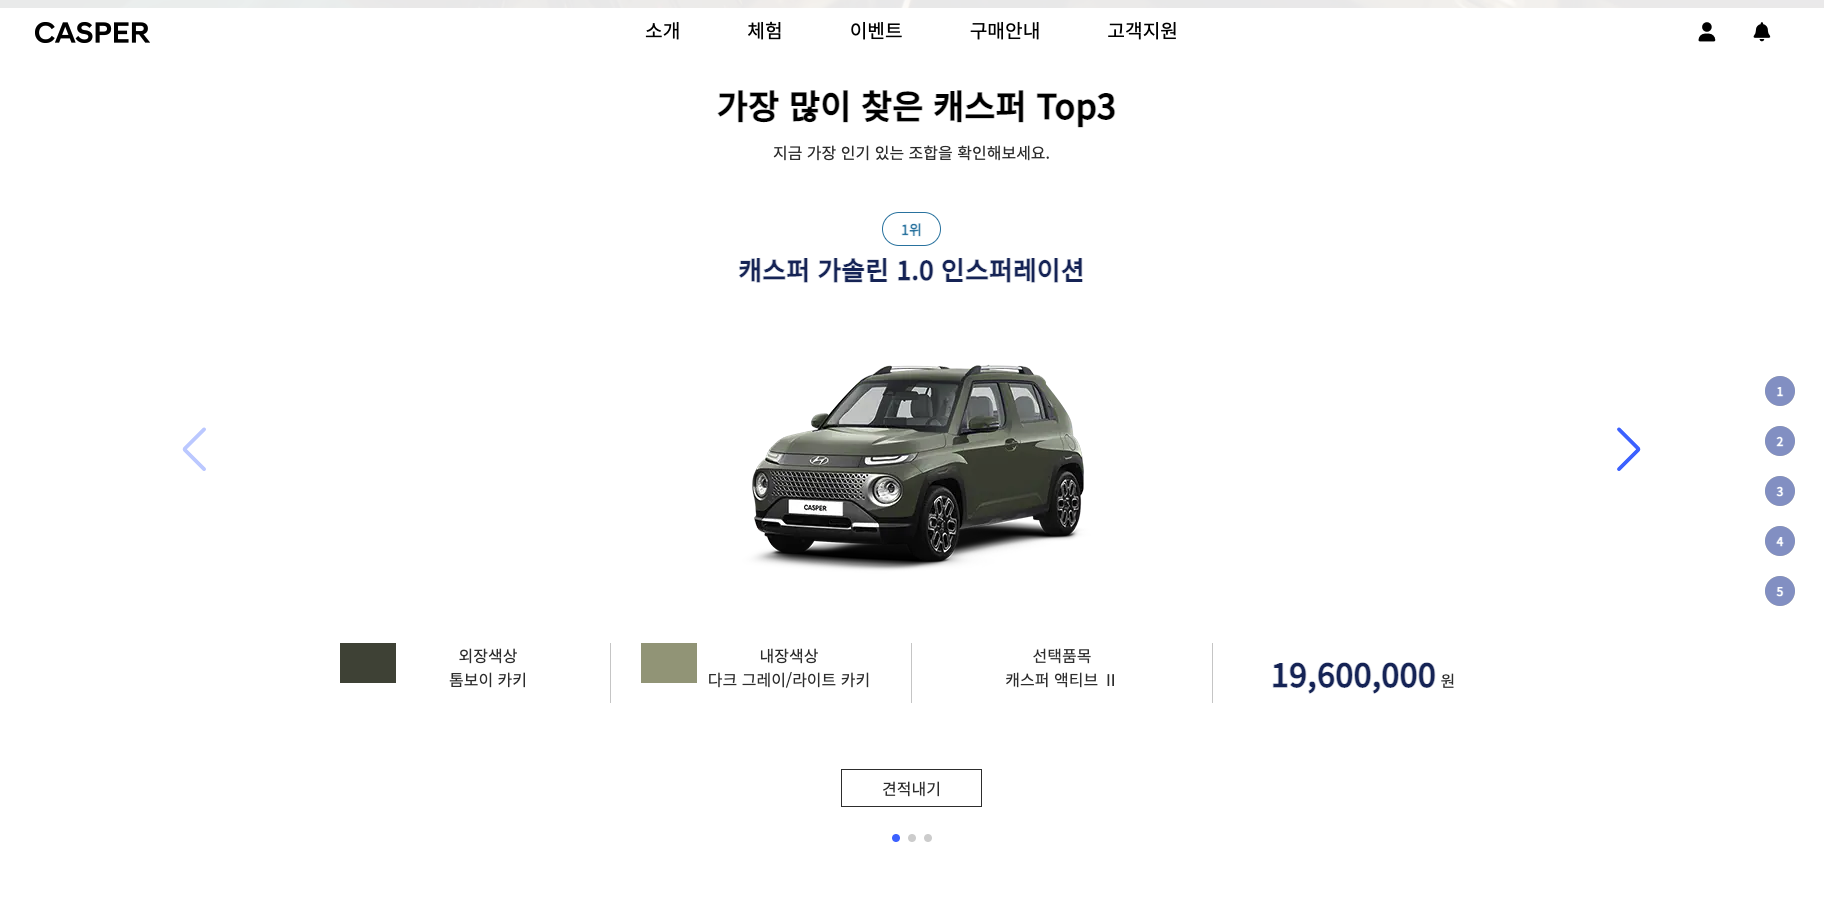 CASPER
소개 체험 이벤트 구매안내 고객지원
가장 많이 찾은 캐스퍼 Top3
지금 가장 인기 있는 조합을 확인해보세요.
1위
캐스퍼 가솔린 1.0 인스퍼레이션
CASPER
1
2
3
4
5
외장색상
톰보이 카키
내장색상
다크 그레이/라이트 카키
선택품목
캐스퍼 액티브 Ⅱ
19,600,000 원
견적내기